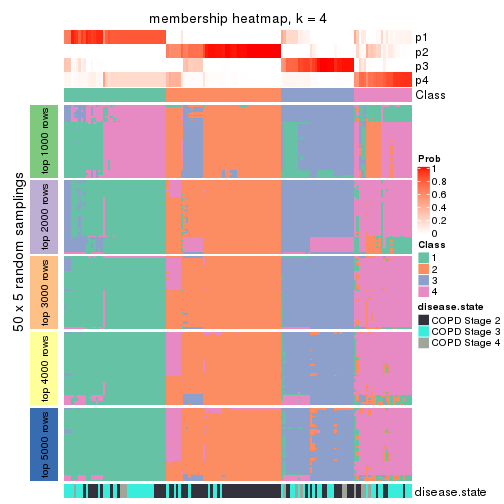 membership heatmap, k = 4
p1
p2
p3
p4
Class
50 x 5 random samplings
top 1000 rows
top 2000 rows
top 3000 rows
top 4000 rows
top 5000 rows
Prob
1
0.8
0.6
0.4
0.2
0
Class
1
2
3
4
disease.state
COPD Stage 2
COPD Stage 3
COPD Stage 4
disease.state